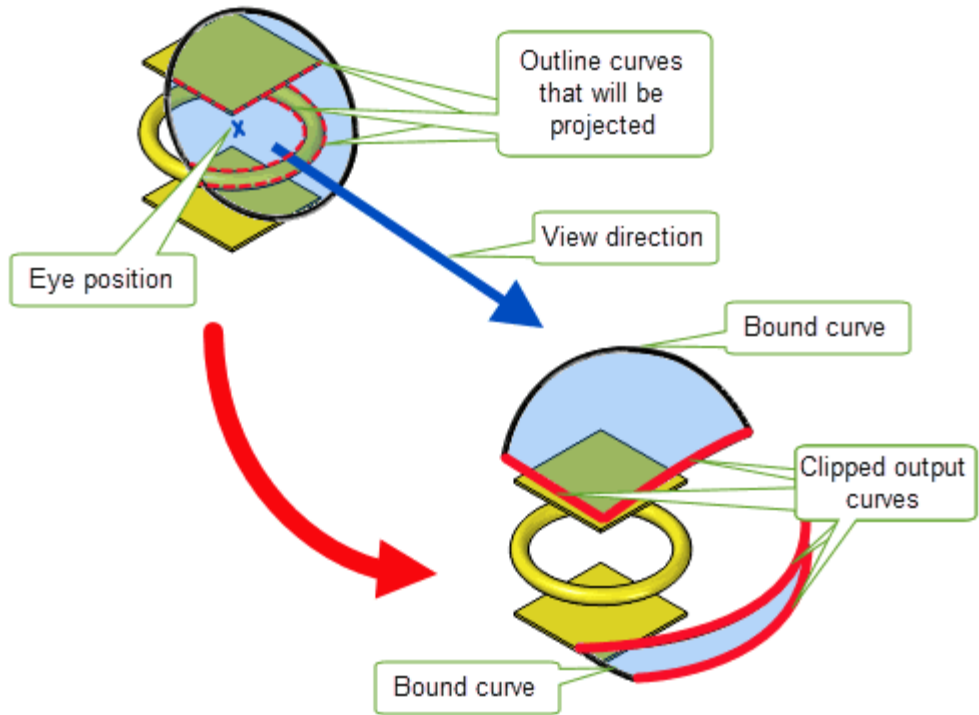 Outline curves
that will be
projected
View direction
Eye position
Bound curve
Clipped output
curves
Bound curve